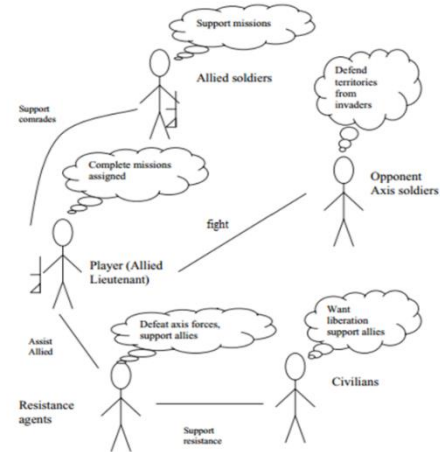 Support missions
Allied soldiers
Support
comrades
Defend
territories
from
invaders
Complete missions
assigned
Opponent
Axis soldiers
fight
Player (Allied
Lieutenant)
Defeat axis forces,
support allies
Want
liberation
support allies
Assist
Allied
Civilians
Resistance
agents
Support
resistance